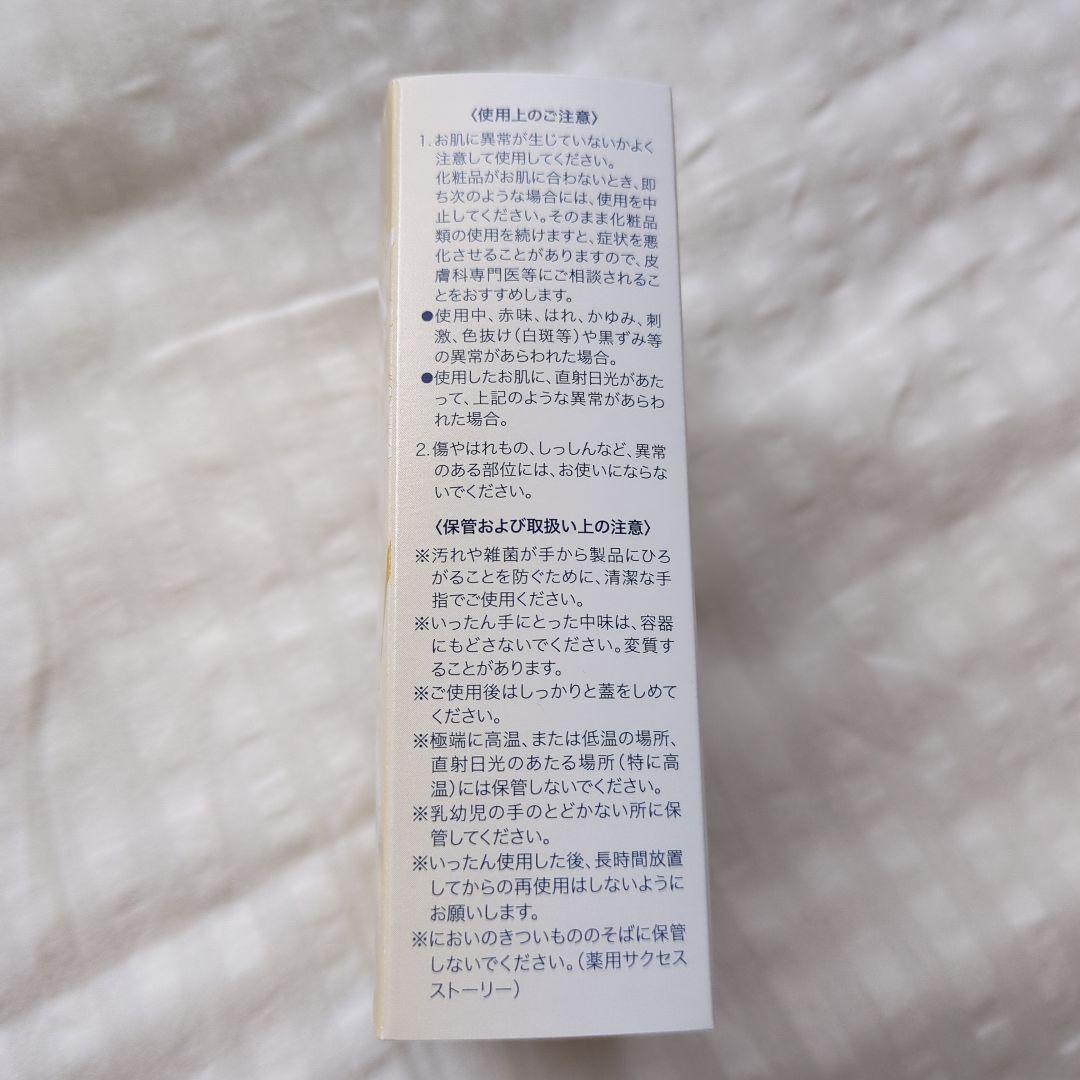 〈使用上のご注意〉
1.お肌に異常が生じていないかよく
注意して使用してください。
化粧品がお肌に合わないとき、即
ち次のような場合には、使用を中
止してください。そのまま化粧品
類の使用を続けますと、症状を悪
化させることがありますので、皮
膚科専門医等にご相談されるこ
とをおすすめします。
●使用中、赤味、はれ、かゆみ、刺
激、色抜け(白斑等)や黒ずみ等
の異常があらわれた場合。
●使用したお肌に、直射日光があた
って、上記のような異常があらわ
れた場合。
2.傷やはれもの、しっしんなど、異常
のある部位には、お使いにならな
いでください。
〈保管および取扱い上の注意〉
※汚れや雑菌が手から製品にひろ
がることを防ぐために、清潔な手
指でご使用ください。
※いったん手にとった中味は、容器
にもどさないでください。変質す
ることがあります。
※ご使用後はしっかりと蓋をしめて
ください。
※極端に高温、または低温の場所、
直射日光のあたる場所(特に高
温)には保管しないでください。
※乳幼児の手のとどかない所に保
管してください。
※いったん使用した後、長時間放置
してからの再使用はしないように
お願いします。
※においのきついもののそばに保管
しないでください。(薬用サクセス
ストーリー)